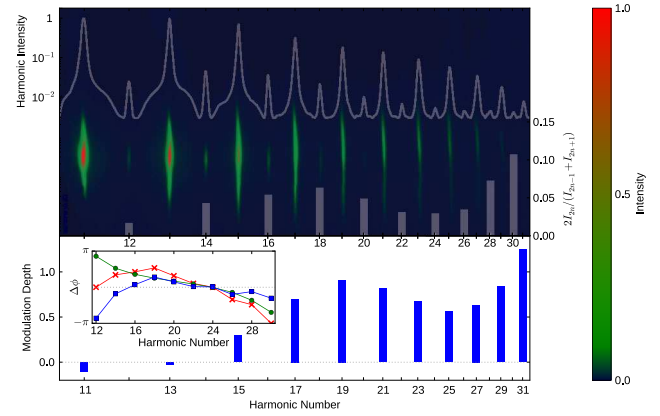 1
10⁻¹
10⁻²
Harmonic Intensity
0.15
0.10
0.05
0.00
2I_{2n}/(I_{2n−1} + I_{2n+1})
12 14 16 18 20 22 24 26 28 30
1.0
0.5
0.0
Intensity
1.0
0.5
0.0
Modulation Depth
π
−π
Δϕ
12 16 20 24 28
Harmonic Number
11 13 15 17 19 21 23 25 27 29 31
Harmonic Number